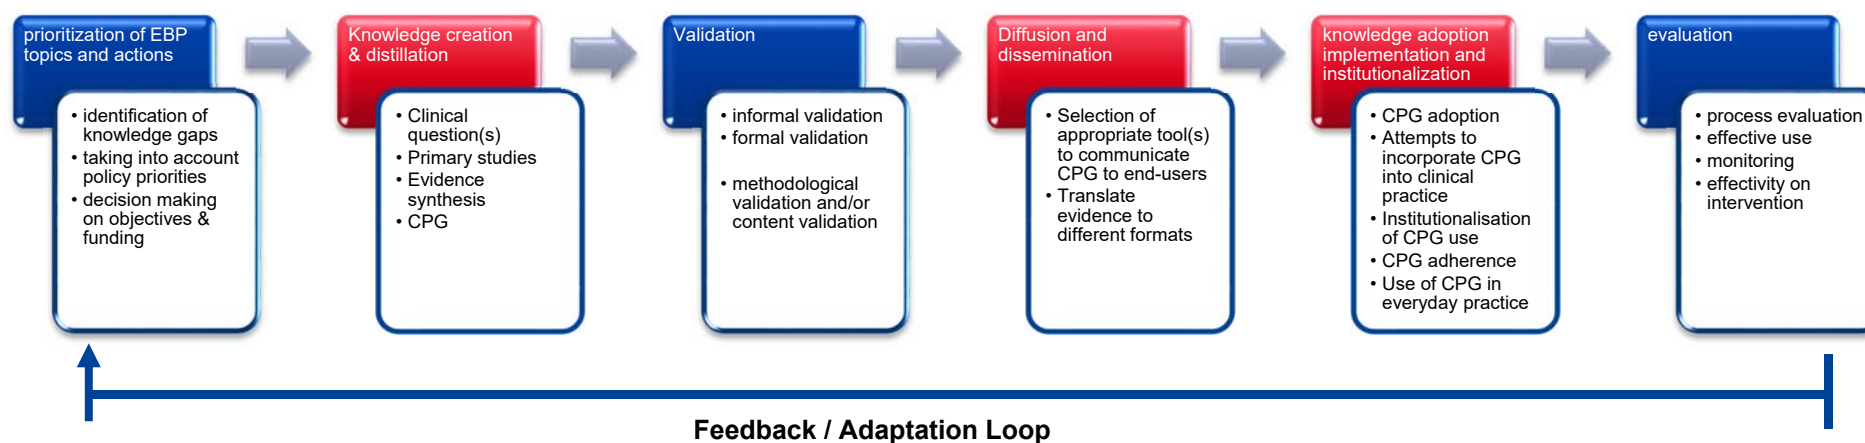 prioritization of EBP
topics and actions
• identification of
knowledge gaps
• taking into account
policy priorities
• decision making
on objectives &
funding
Knowledge creation
& distillation
• Clinical
question(s)
• Primary studies
• Evidence
synthesis
• CPG
Validation
• informal validation
• formal validation
• methodological
validation and/or
content validation
Diffusion and
dissemination
• Selection of
appropriate tool(s)
to communicate
CPG to end-users
• Translate
evidence to
different formats
knowledge adoption
implementation and
institutionalization
• CPG adoption
• Attempts to
incorporate CPG
into clinical
practice
• Institutionalisation
of CPG use
• CPG adherence
• Use of CPG in
everyday practice
evaluation
• process evaluation
• effective use
• monitoring
• effectivity on
intervention
Feedback / Adaptation Loop